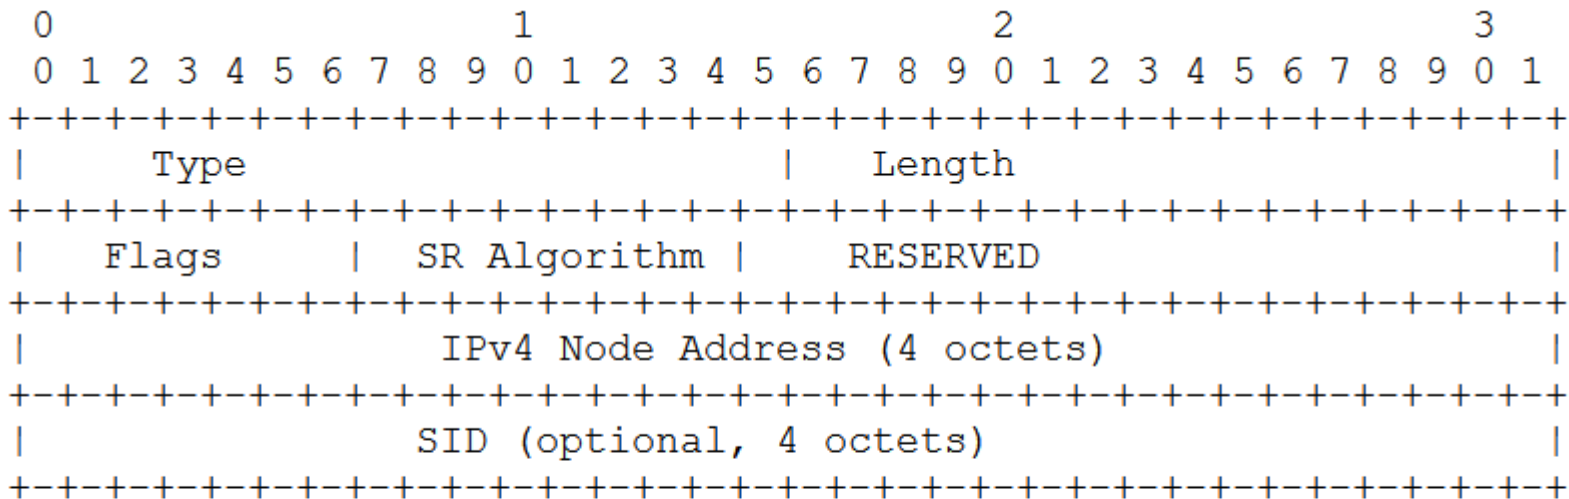 0                   1                   2                   3
 0 1 2 3 4 5 6 7 8 9 0 1 2 3 4 5 6 7 8 9 0 1 2 3 4 5 6 7 8 9 0 1
+-+-+-+-+-+-+-+-+-+-+-+-+-+-+-+-+-+-+-+-+-+-+-+-+-+-+-+-+-+-+-+-+
|     Type                      |   Length                      |
+-+-+-+-+-+-+-+-+-+-+-+-+-+-+-+-+-+-+-+-+-+-+-+-+-+-+-+-+-+-+-+-+
|   Flags     |  SR Algorithm |    RESERVED                     |
+-+-+-+-+-+-+-+-+-+-+-+-+-+-+-+-+-+-+-+-+-+-+-+-+-+-+-+-+-+-+-+-+
|                 IPv4 Node Address (4 octets)                  |
+-+-+-+-+-+-+-+-+-+-+-+-+-+-+-+-+-+-+-+-+-+-+-+-+-+-+-+-+-+-+-+-+
|                SID (optional, 4 octets)                       |
+-+-+-+-+-+-+-+-+-+-+-+-+-+-+-+-+-+-+-+-+-+-+-+-+-+-+-+-+-+-+-+-+